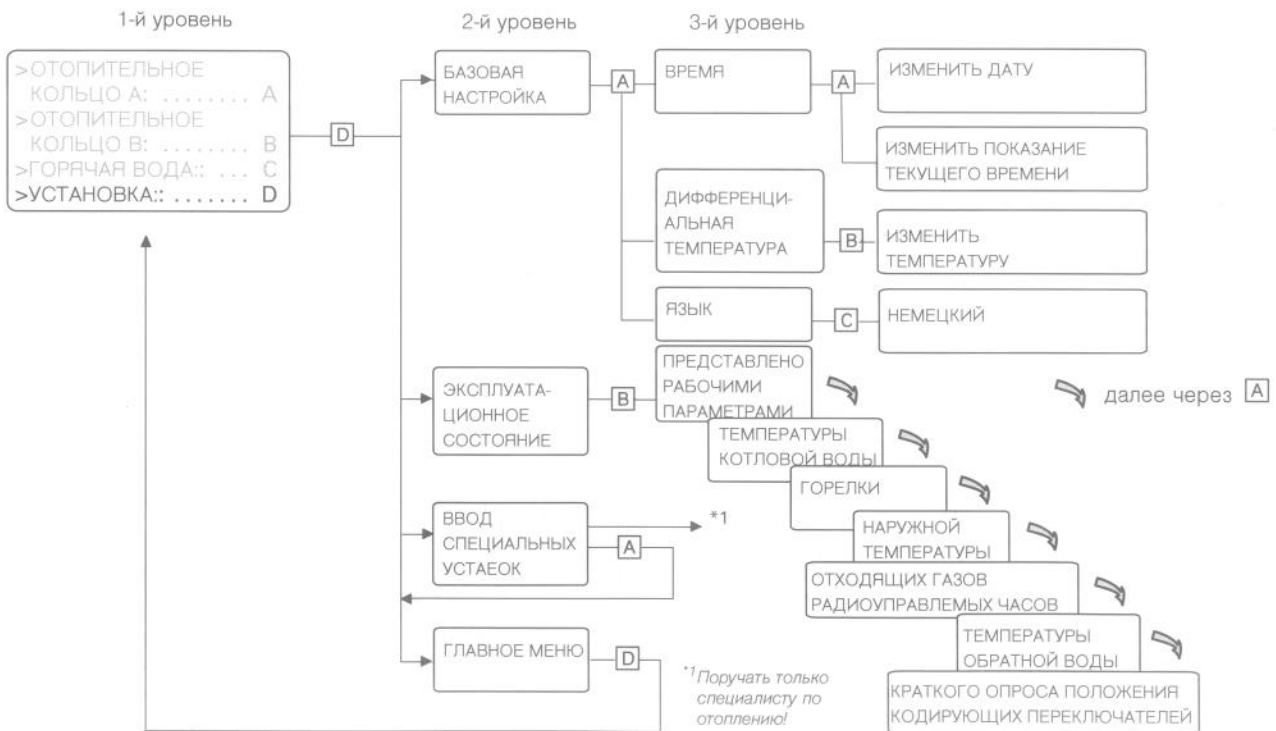 1-й уровень
2-й уровень
3-й уровень
>ОТОПИТЕЛЬНОЕ
КОЛЬЦО А: ........ A
>ОТОПИТЕЛЬНОЕ
КОЛЬЦО В: ........ B
>ГОРЯЧАЯ ВОДА:: ... C
>УСТАНОВКА:: ....... D
D
БАЗОВАЯ
НАСТРОЙКА
A
ВРЕМЯ
A
ИЗМЕНИТЬ ДАТУ
ИЗМЕНИТЬ ПОКАЗАНИЕ
ТЕКУЩЕГО ВРЕМЕНИ
ДИФФЕРЕНЦИ-
АЛЬНАЯ
ТЕМПЕРАТУРА
B
ИЗМЕНИТЬ
ТЕМПЕРАТУРУ
ЯЗЫК
C
НЕМЕЦКИЙ
ЭКСПЛУАТА-
ЦИОННОЕ
СОСТОЯНИЕ
B
ПРЕДСТАВЛЕНО
РАБОЧИМИ
ПАРАМЕТРАМИ
далее через A
ТЕМПЕРАТУРЫ
КОТЛОВОЙ ВОДЫ
ГОРЕЛКИ
НАРУЖНОЙ
ТЕМПЕРАТУРЫ
ОТХОДЯЩИХ ГАЗОВ
РАДИОУПРАВЛЕМЫХ ЧАСОВ
ТЕМПЕРАТУРЫ
ОБРАТНОЙ ВОДЫ
КРАТКОГО ОПРОСА ПОЛОЖЕНИЯ
КОДИРУЮЩИХ ПЕРЕКЛЮЧАТЕЛЕЙ
ВВОД
СПЕЦИАЛЬНЫХ
УСТАЕОК
*1
A
ГЛАВНОЕ МЕНЮ
D
*1 Поручать только
специалисту по
отоплению!